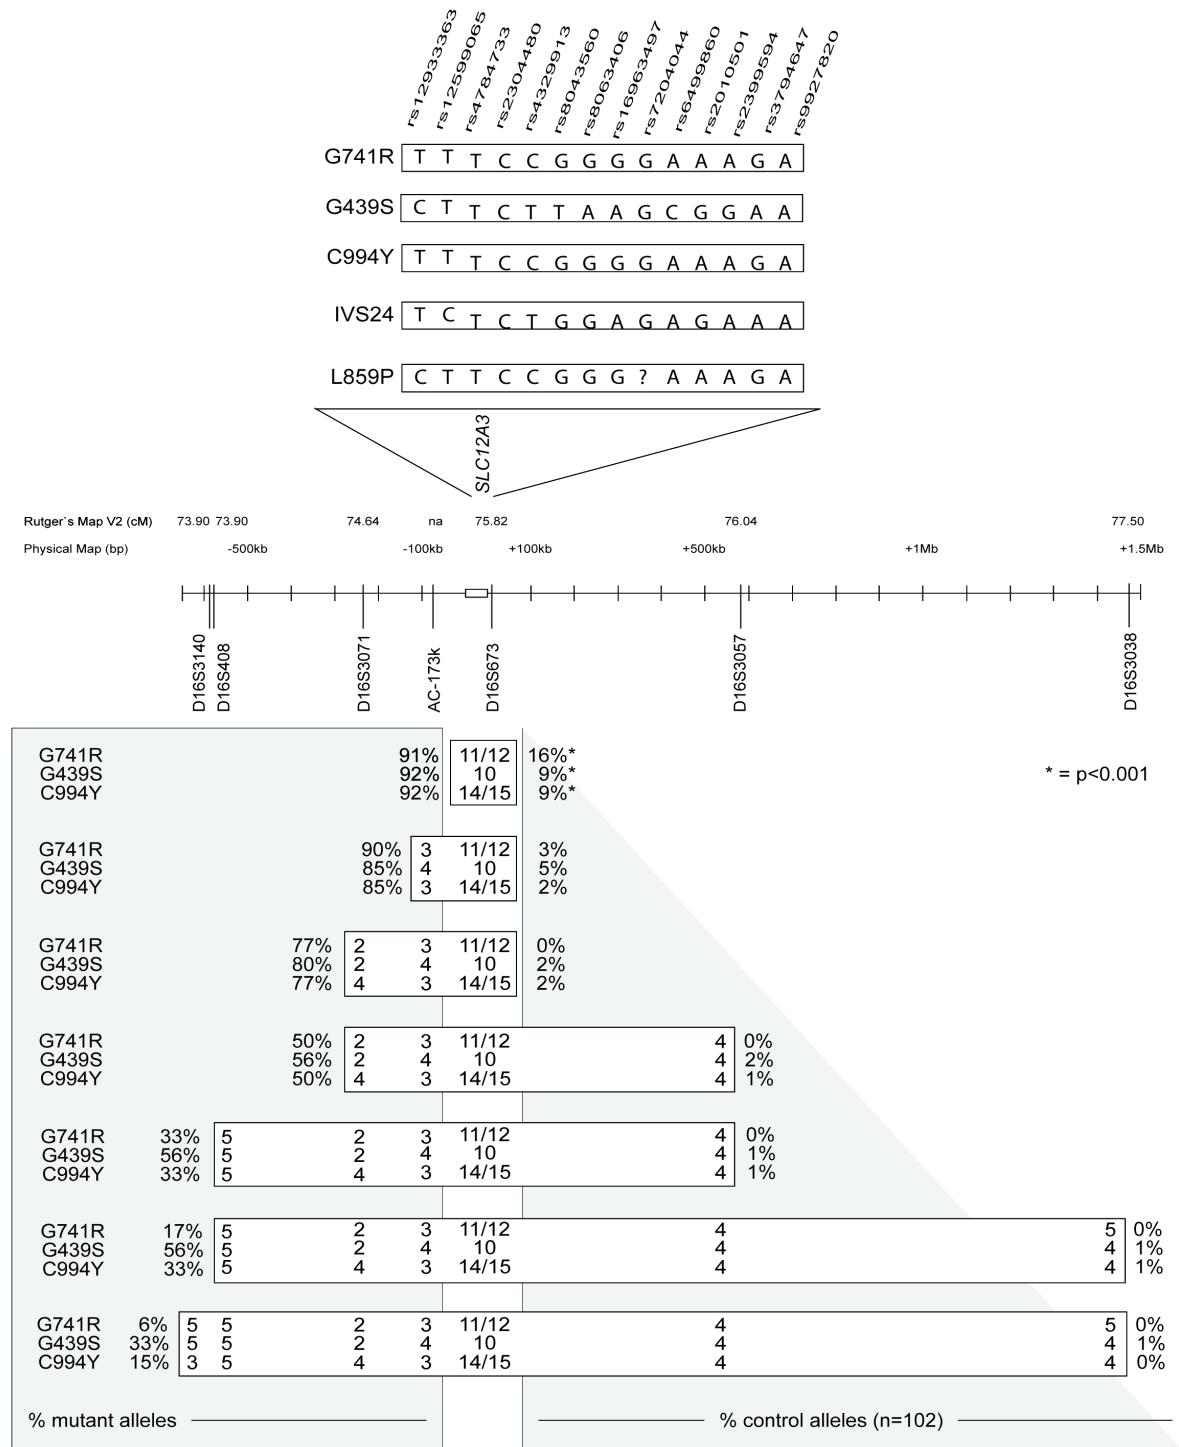 rs12933363 rs12599065 rs4784733 rs2304480 rs4329913 rs8043560 rs8063406 rs16963497 rs7204044 rs6499860 rs2010501 rs2399594 rs3794647 rs9927820
G741R T T T C C G G G G A A A G A
G439S C T T C T T A A G C G G A A
C994Y T T T C C G G G G A A A G A
IVS24 T C T C T G G A G A G A A A
L859P C T T C C G G G ? A A A G A
SLC12A3
Rutger`s Map V2 (cM) 73.90 73.90 74.64 na 75.82 76.04 77.50
Physical Map (bp) -500kb -100kb +100kb +500kb +1Mb +1.5Mb
D16S3140 D16S408 D16S3071 AC-173k D16S673 D16S3057 D16S3038
G741R 91% 11/12 16%*
G439S 92% 10 9%* * = p<0.001
C994Y 92% 14/15 9%*
G741R 90% 3 11/12 3%
G439S 85% 4 10 5%
C994Y 85% 3 14/15 2%
G741R 77% 2 3 11/12 0%
G439S 80% 2 4 10 2%
C994Y 77% 4 3 14/15 2%
G741R 50% 2 3 11/12 4 0%
G439S 56% 2 4 10 4 2%
C994Y 50% 4 3 14/15 4 1%
G741R 33% 5 2 3 11/12 4 0%
G439S 56% 5 2 4 10 4 1%
C994Y 33% 5 4 3 14/15 4 1%
G741R 17% 5 2 3 11/12 4 5 0%
G439S 56% 5 2 4 10 4 4 1%
C994Y 33% 5 4 3 14/15 4 4 1%
G741R 6% 5 5 2 3 11/12 4 5 0%
G439S 33% 5 5 2 4 10 4 4 1%
C994Y 15% 3 5 4 3 14/15 4 4 0%
% mutant alleles % control alleles (n=102)